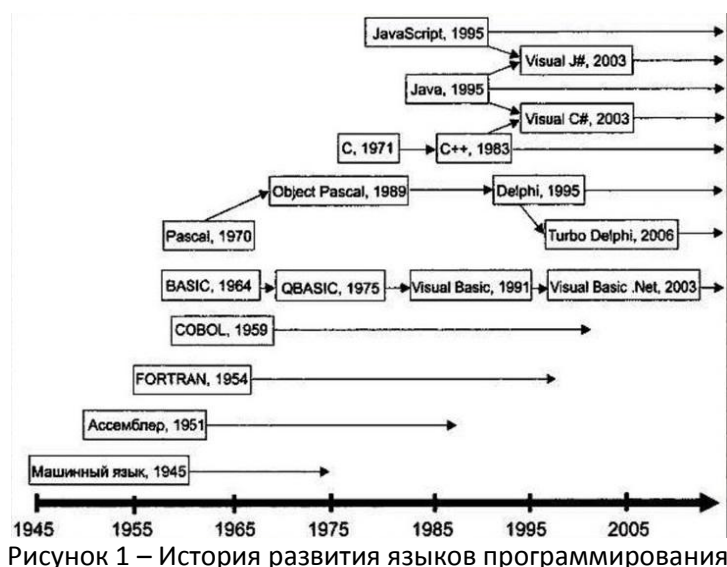 JavaScript, 1995
Visual J#, 2003
Java, 1995
Visual C#, 2003
C, 1971
C++, 1983
Object Pascal, 1989
Delphi, 1995
Pascal, 1970
Turbo Delphi, 2006
BASIC, 1964
QBASIC, 1975
Visual Basic, 1991
Visual Basic .Net, 2003
COBOL, 1959
FORTRAN, 1954
Ассемблер, 1951
Машинный язык, 1945
1945 1955 1965 1975 1985 1995 2005
Рисунок 1 – История развития языков программирования